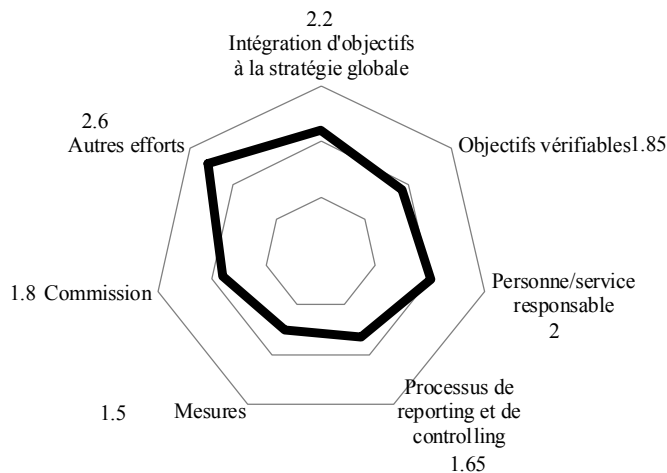 2.2
Intégration d'objectifs
à la stratégie globale
2.6
Autres efforts
Objectifs vérifiables1.85
1.8 Commission
Personne/service
responsable
2
1.5
Mesures
Processus de
reporting et de
controlling
1.65